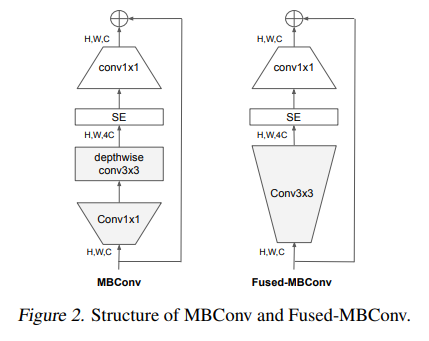 H,W,C
conv1x1
SE
H,W,4C
depthwise
conv3x3
Conv1x1
H,W,C
MBConv
H,W,C
conv1x1
SE
H,W,4C
Conv3x3
H,W,C
Fused-MBConv
Figure 2. Structure of MBConv and Fused-MBConv.